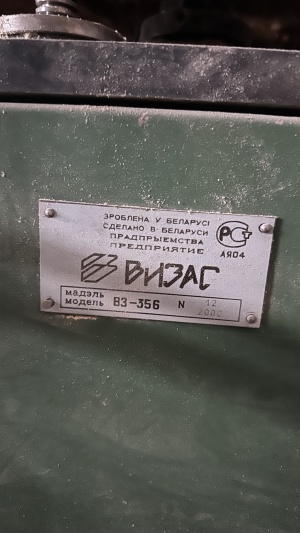 ЗРОБЛЕНА У БЕЛАРУСІ
СДЕЛАНО В БЕЛАРУСИ
ПРАДПРЫЕМСТВА
ПРЕДПРИЯТИЕ
РСТ
АЯ04
ВИЗАС
мадэль
модель ВЗ-356 N 12
2000